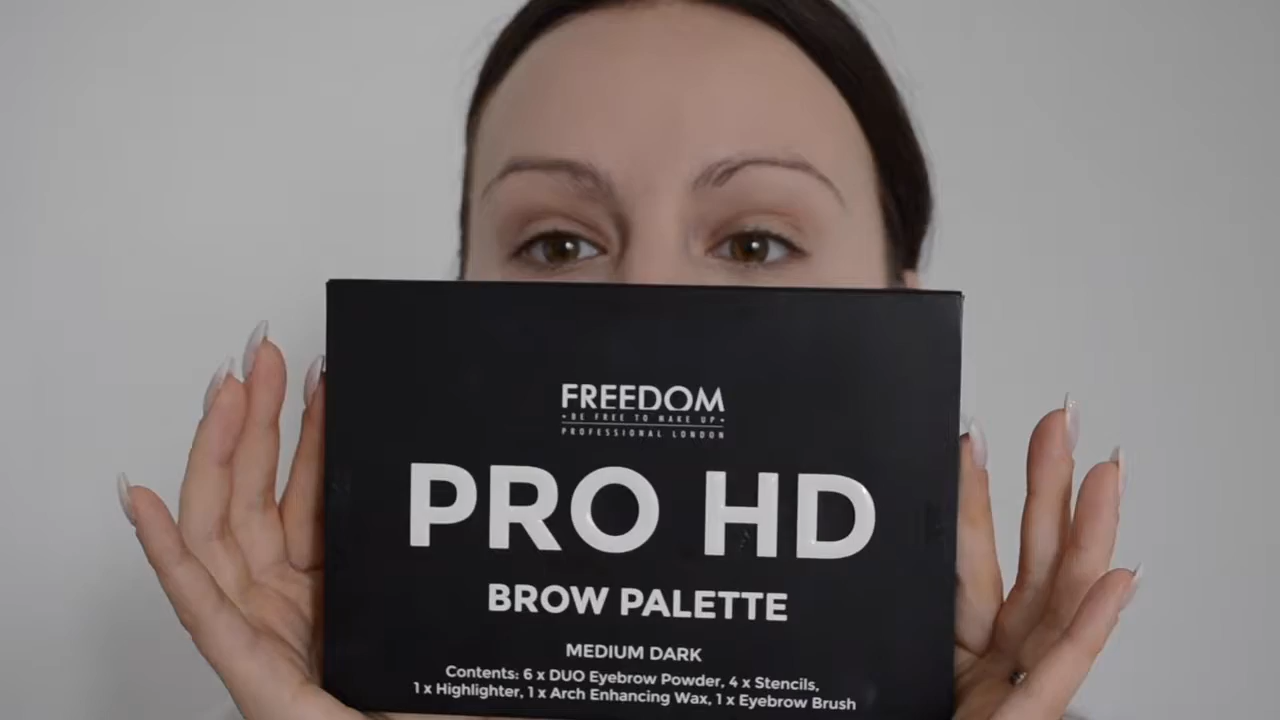 FREEDOM
•BE FREE TO MAKE UP•
PROFESSIONAL LONDON
PRO HD
BROW PALETTE
MEDIUM DARK
Contents: 6 x DUO Eyebrow Powder, 4 x Stencils,
1 x Highlighter, 1 x Arch Enhancing Wax, 1 x Eyebrow Brush